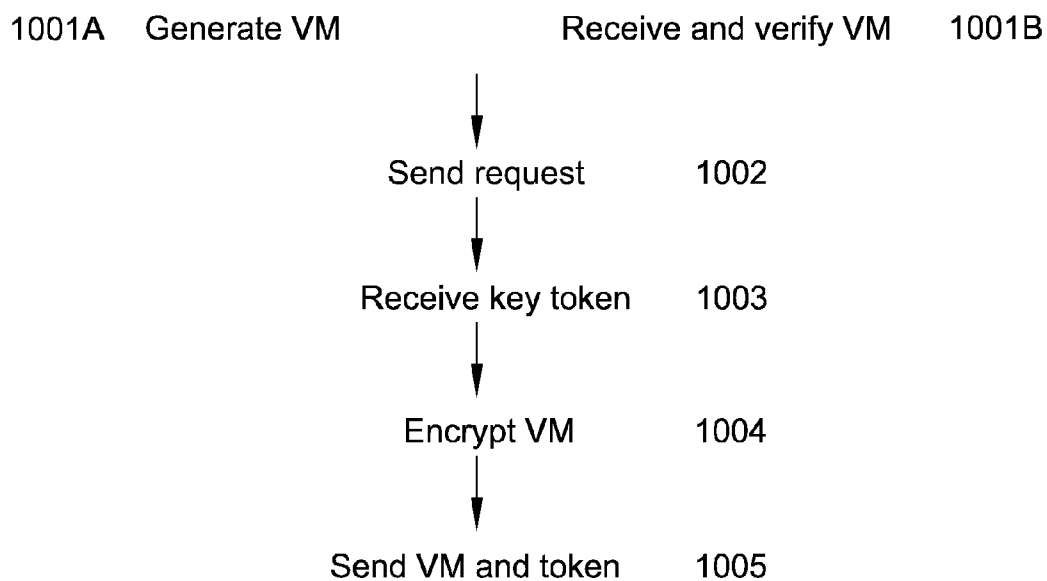 1001A Generate VM Receive and verify VM 1001B
Send request 1002
Receive key token 1003
Encrypt VM 1004
Send VM and token 1005